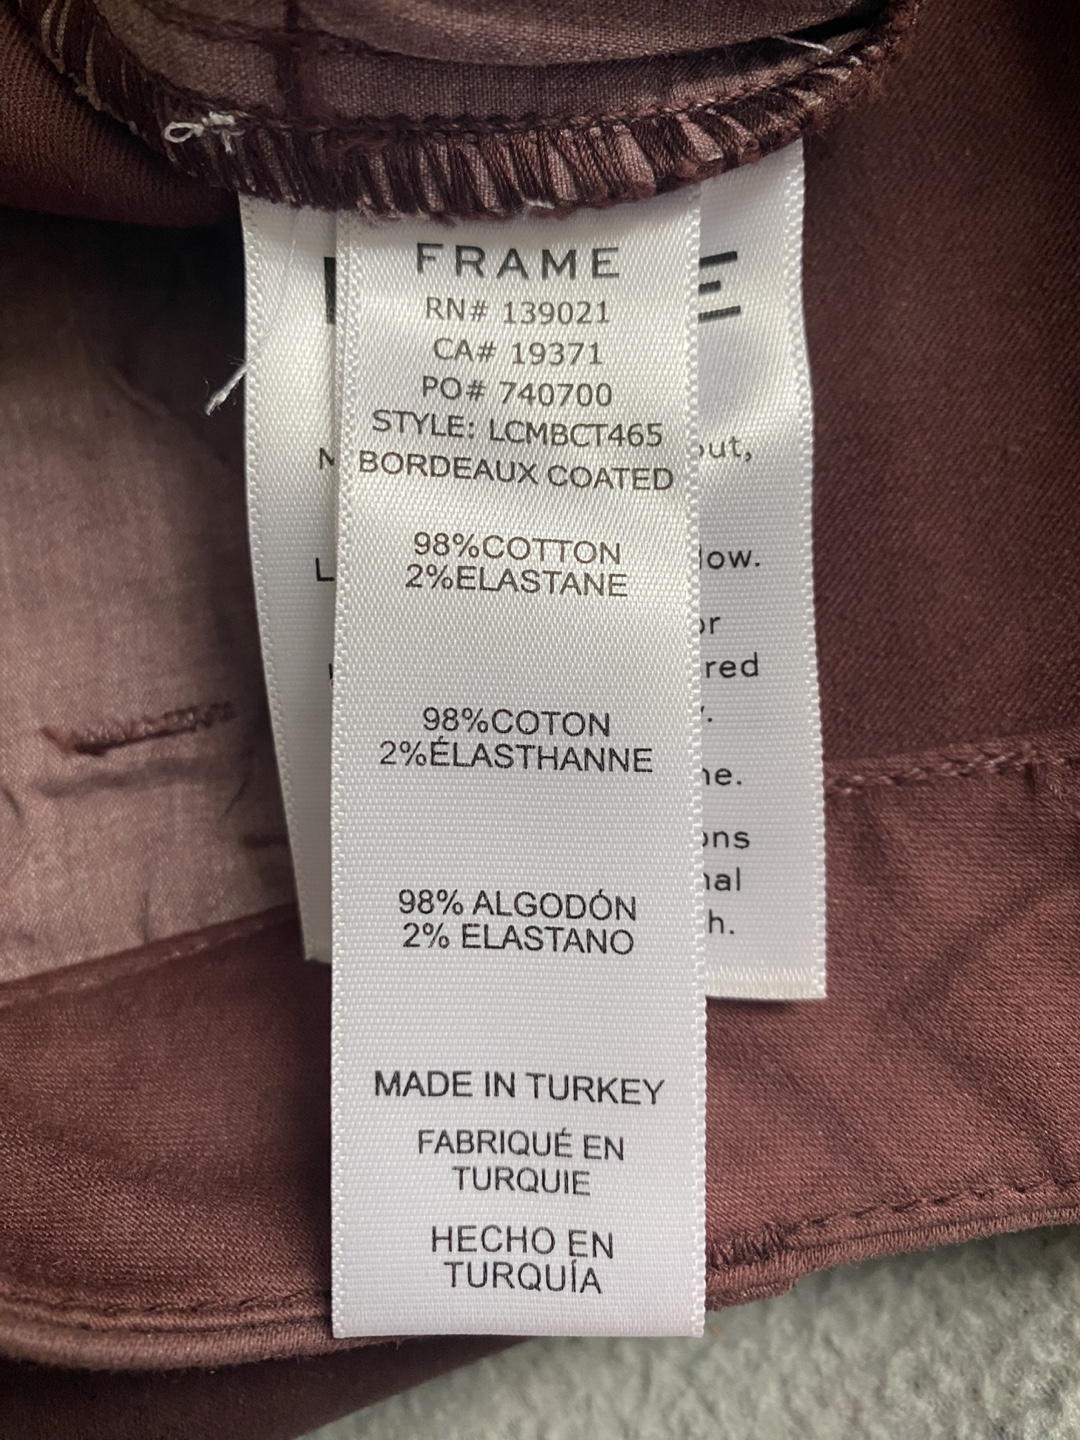 FRAME
RN# 139021
CA# 19371
PO# 740700
STYLE: LCMBCT465
BORDEAUX COATED
98%COTTON
2%ELASTANE
98%COTON
2%ÉLASTHANNE
98% ALGODÓN
2% ELASTANO
MADE IN TURKEY
FABRIQUÉ EN
TURQUIE
HECHO EN
TURQUÍA